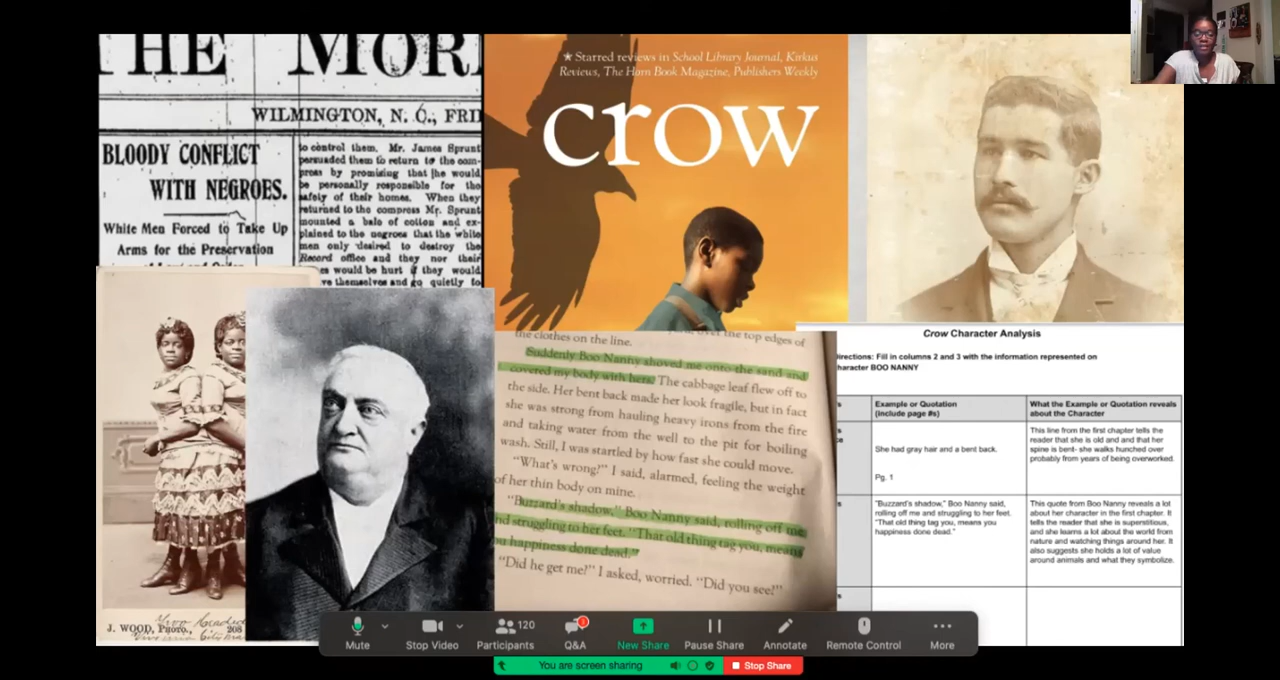 THE MOR
WILMINGTON, N. C., FRI
BLOODY CONFLICT
WITH NEGROES.
White Men Forced to Take Up
Arms for the Preservation
to control them. Mr. James Sprunt
persuaded them to return to the com-
press by promising that he would
be personally responsible for the
safety of their homes. When they
returned to the compress Mr. Sprunt
mounted a bale of cotton and ex-
plained to the negroes that the white
men only desired to destroy the
Record office and they nor their
es would be hurt if they would
ve themselves and go quietly to
★ Starred reviews in School Library Journal, Kirkus
Reviews, The Horn Book Magazine, Publishers Weekly
crow
J. WOOD, Photo., 208
the clothes on the line.
over the top edges of
Suddenly Boo Nanny shoved me onto the sand and
covered my body with hers. The cabbage leaf flew off to
the side. Her bent back made her look fragile, but in fact
she was strong from hauling heavy irons from the fire
and taking water from the well to the pit for boiling
wash. Still, I was startled by how fast she could move.
"What's wrong?" I said, alarmed, feeling the weight
of her thin body on mine.
"Buzzard's shadow," Boo Nanny said, rolling off me
nd struggling to her feet. "That old thing tag you, means
ou happiness done dead."
"Did he get me?" I asked, worried. "Did you see?"
Crow Character Analysis
irections: Fill in columns 2 and 3 with the information represented on
haracter BOO NANNY
Example or Quotation
(include page #s)
What the Example or Quotation reveals
about the Character
She had gray hair and a bent back.
Pg. 1
This line from the first chapter tells the
reader that she is old and and that her
spine is bent- she walks hunched over
probably from years of being overworked.
"Buzzard's shadow," Boo Nanny said,
rolling off me and struggling to her feet.
"That old thing tag you, means you
happiness done dead."
This quote from Boo Nanny reveals a lot
about her character in the first chapter. It
tells the reader that she is superstitious,
and she learns a lot about the world from
nature and watching things around her. It
also suggests she holds a lot of value
around animals and what they symbolize.
Mute
Stop Video
120
Participants
Q&A
New Share
Pause Share
Annotate
Remote Control
More
You are screen sharing
Stop Share